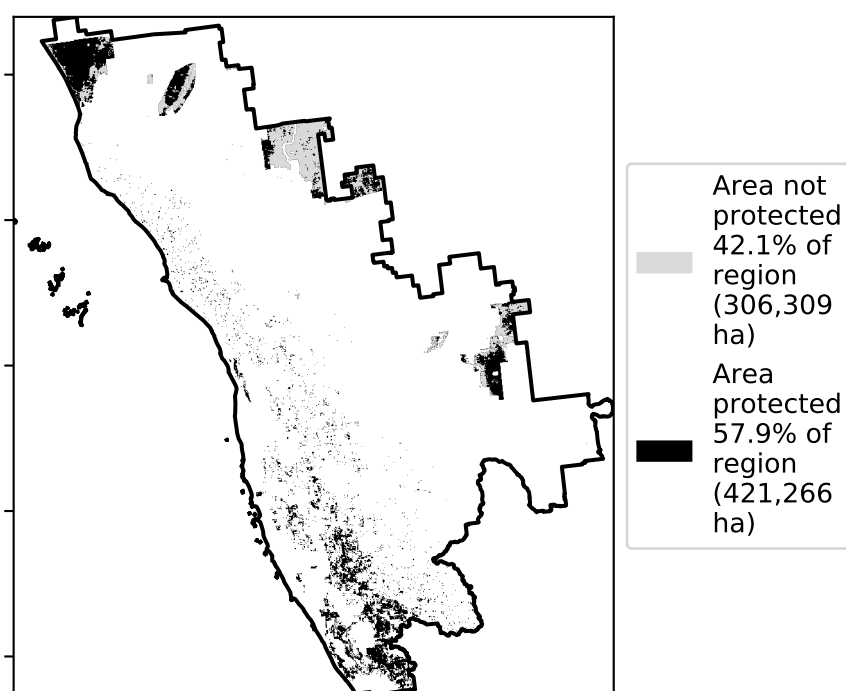 Area not
protected
42.1% of
region
(306,309
ha)
Area
protected
57.9% of
region
(421,266
ha)